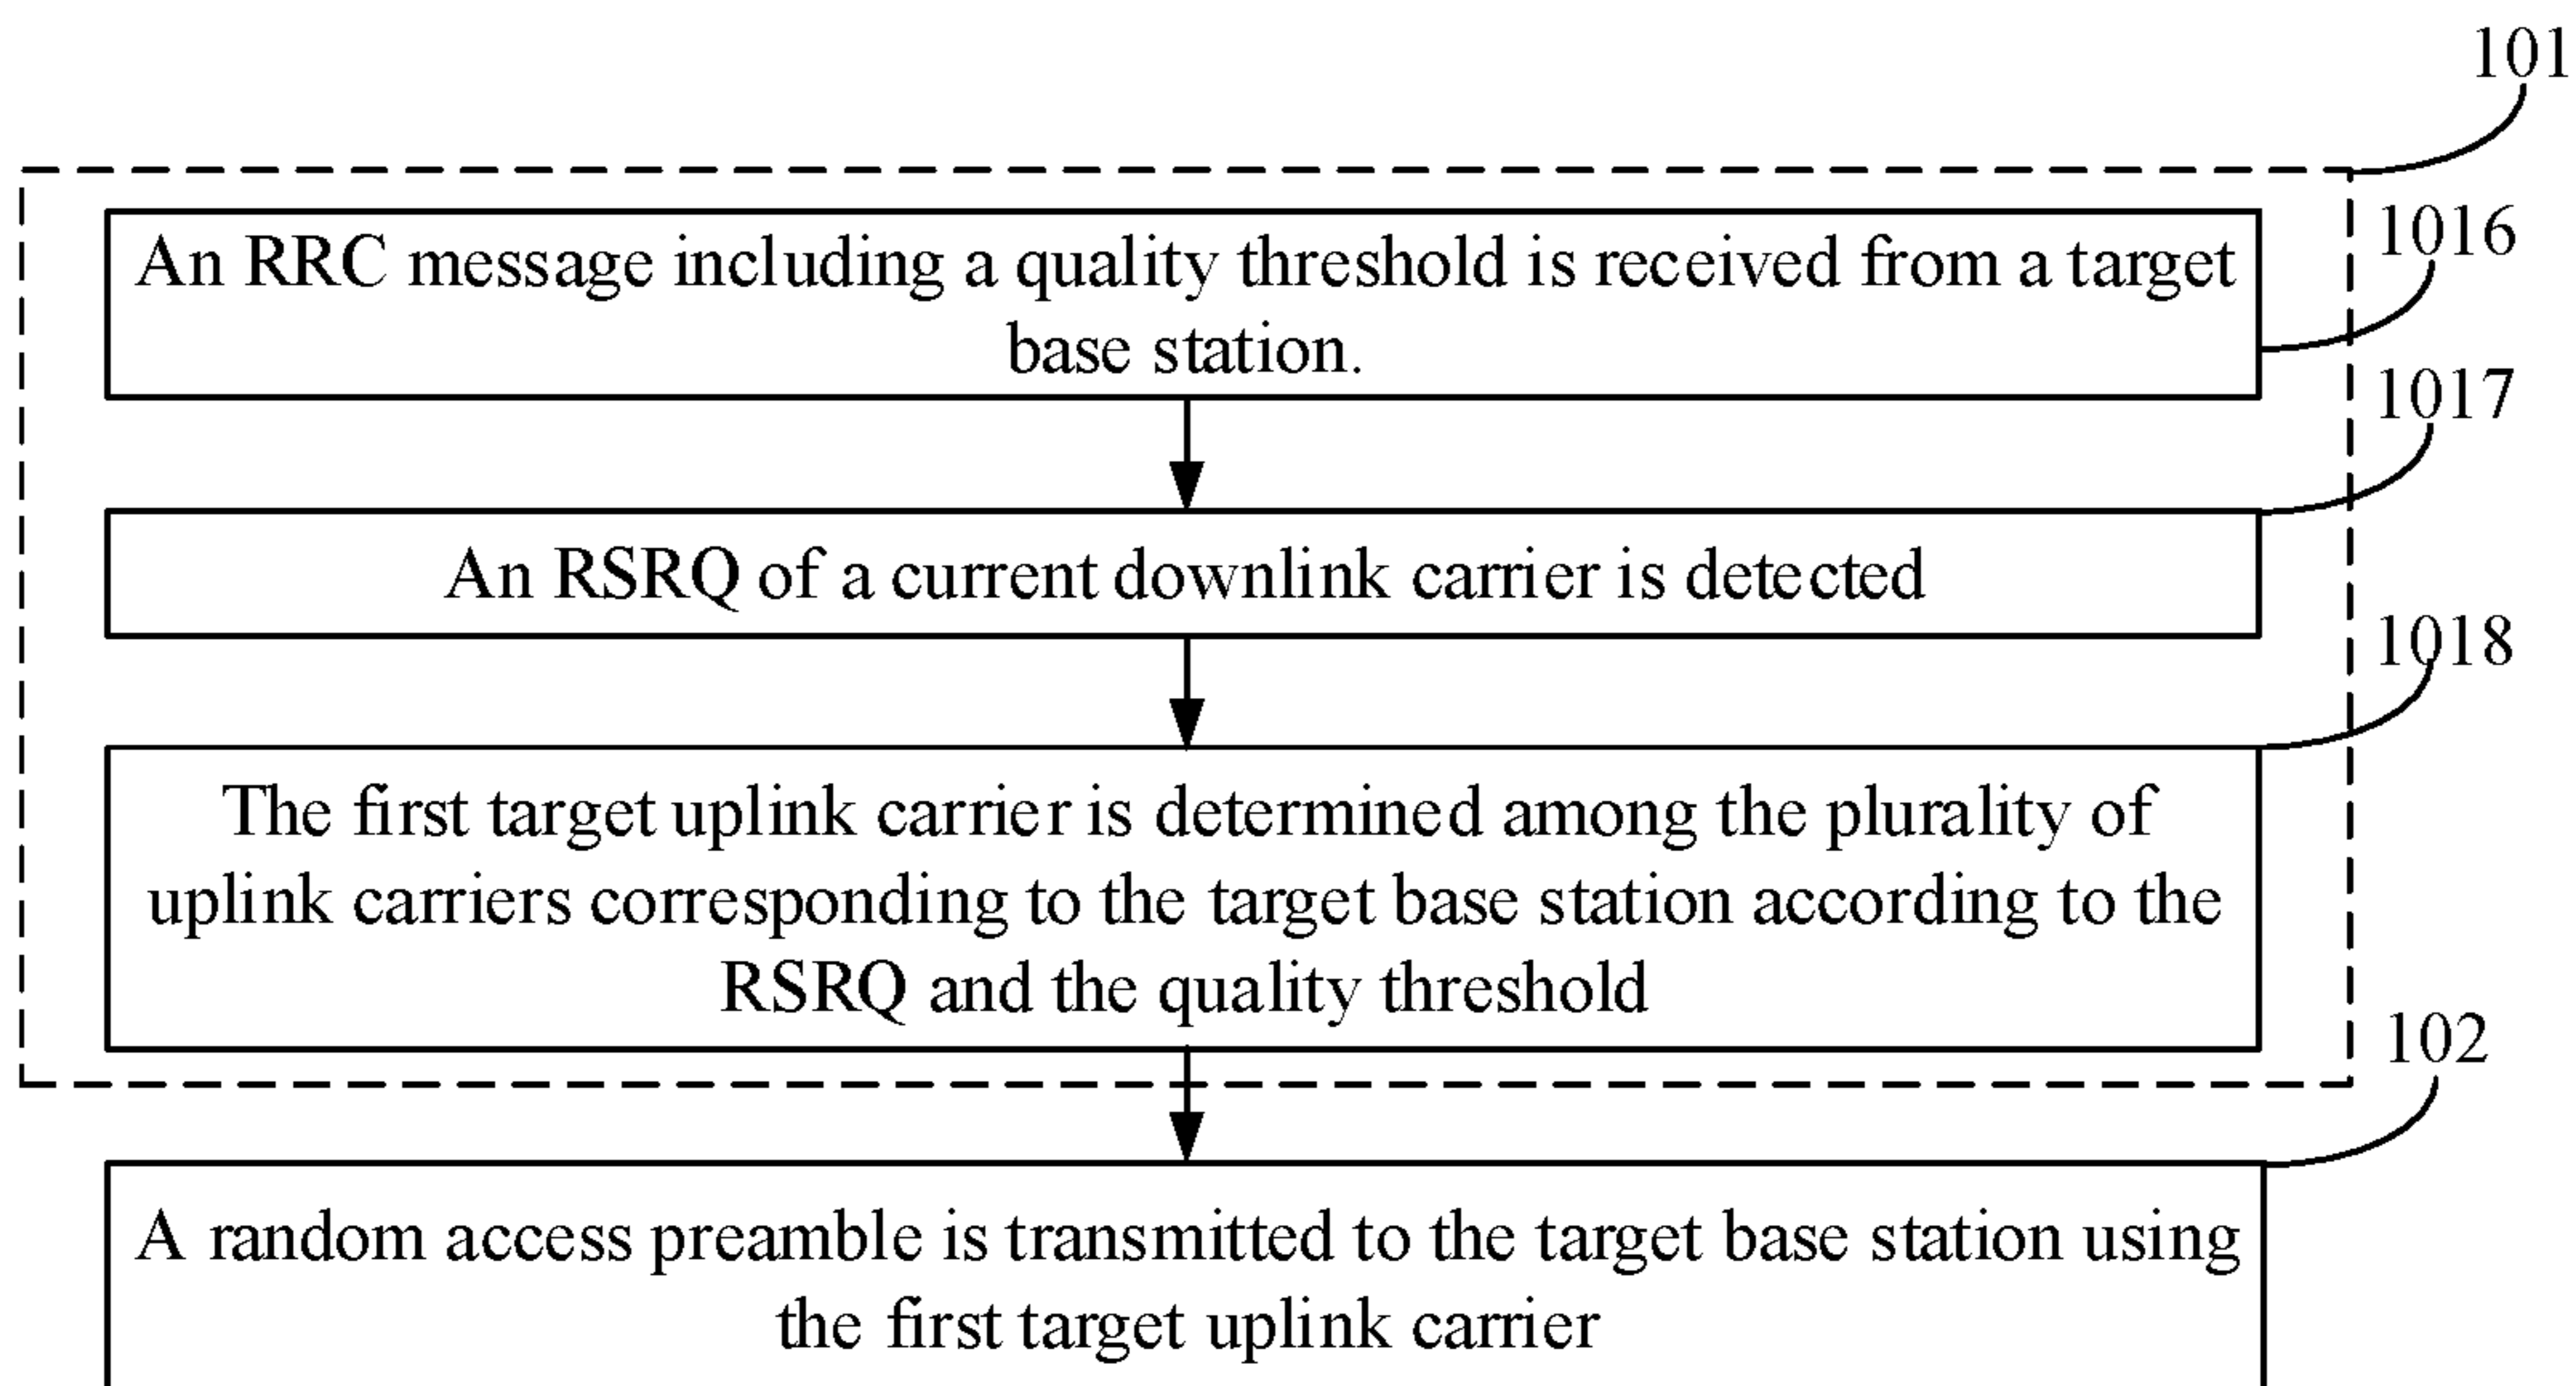 101
An RRC message including a quality threshold is received from a target
base station.
1016
1017
An RSRQ of a current downlink carrier is detected
1018
The first target uplink carrier is determined among the plurality of
uplink carriers corresponding to the target base station according to the
RSRQ and the quality threshold
102
A random access preamble is transmitted to the target base station using
the first target uplink carrier